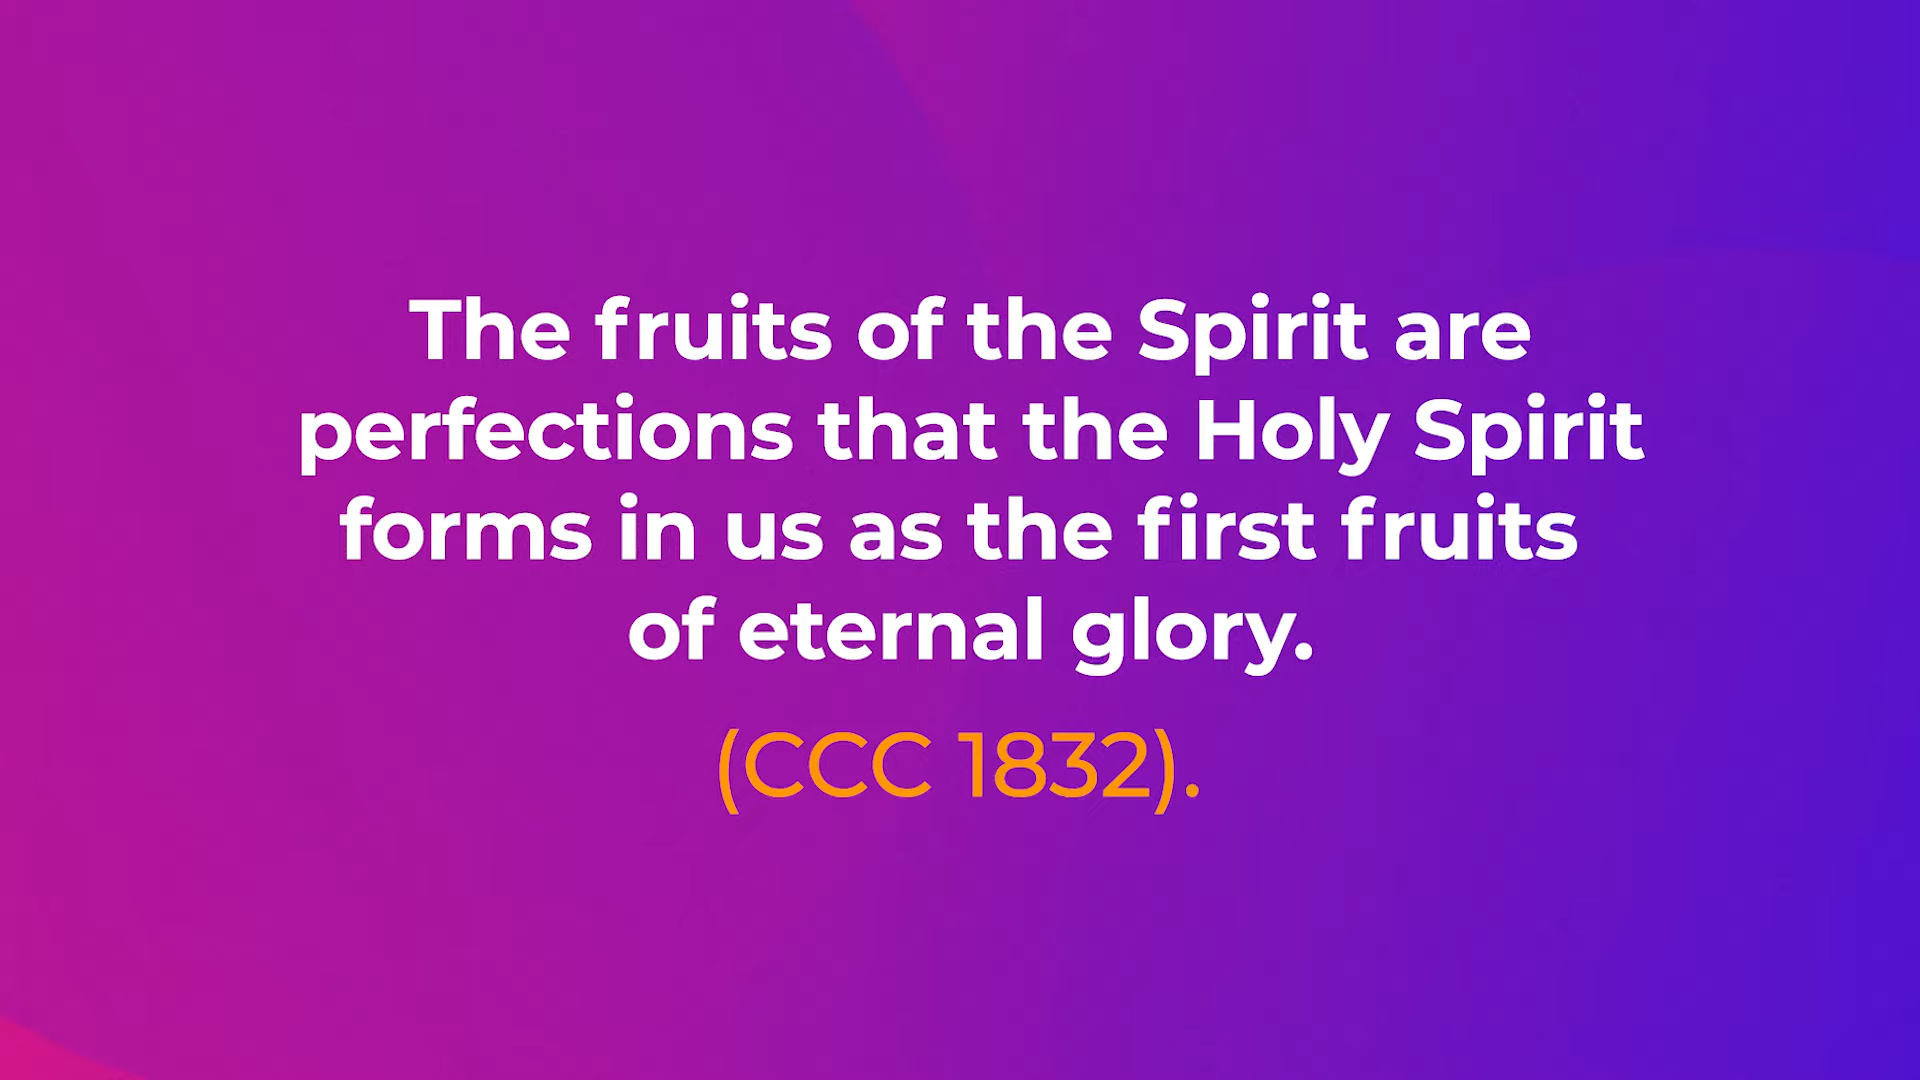 The fruits of the Spirit are
perfections that the Holy Spirit
forms in us as the first fruits
of eternal glory.
(CCC 1832).